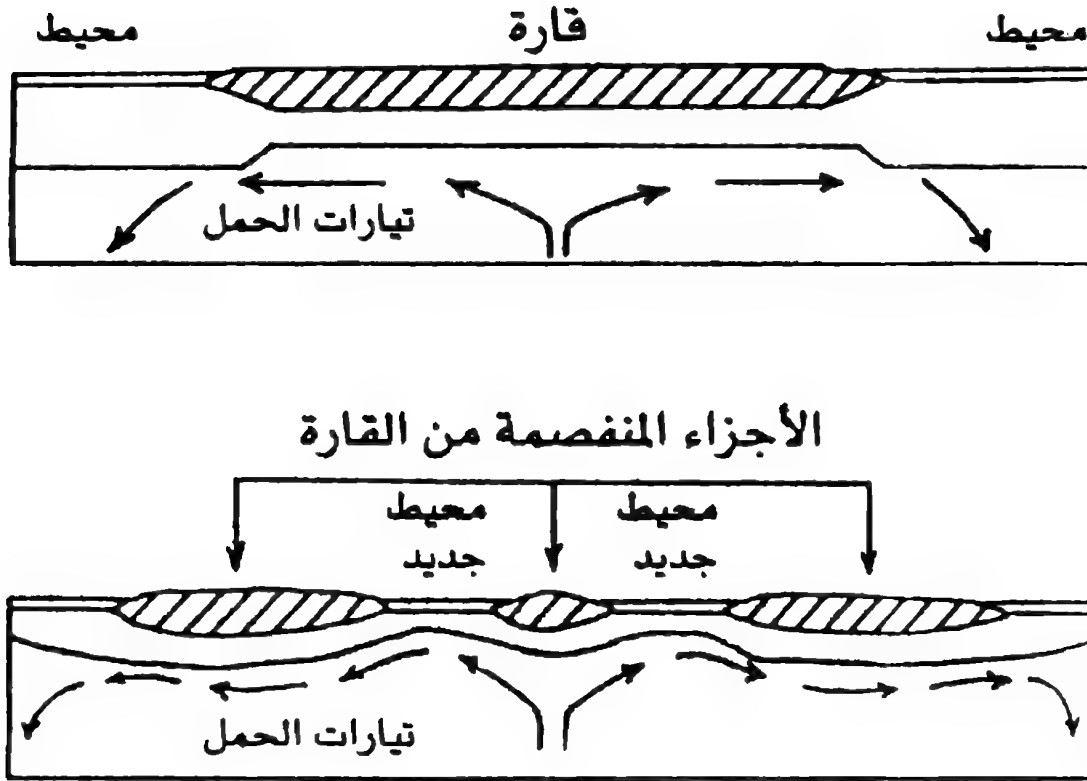 محيط
قارة
محيط
تيارات الحمل
الأجزاء المنفصمة من القارة
محيط
جديد
محيط
جديد
تيارات الحمل